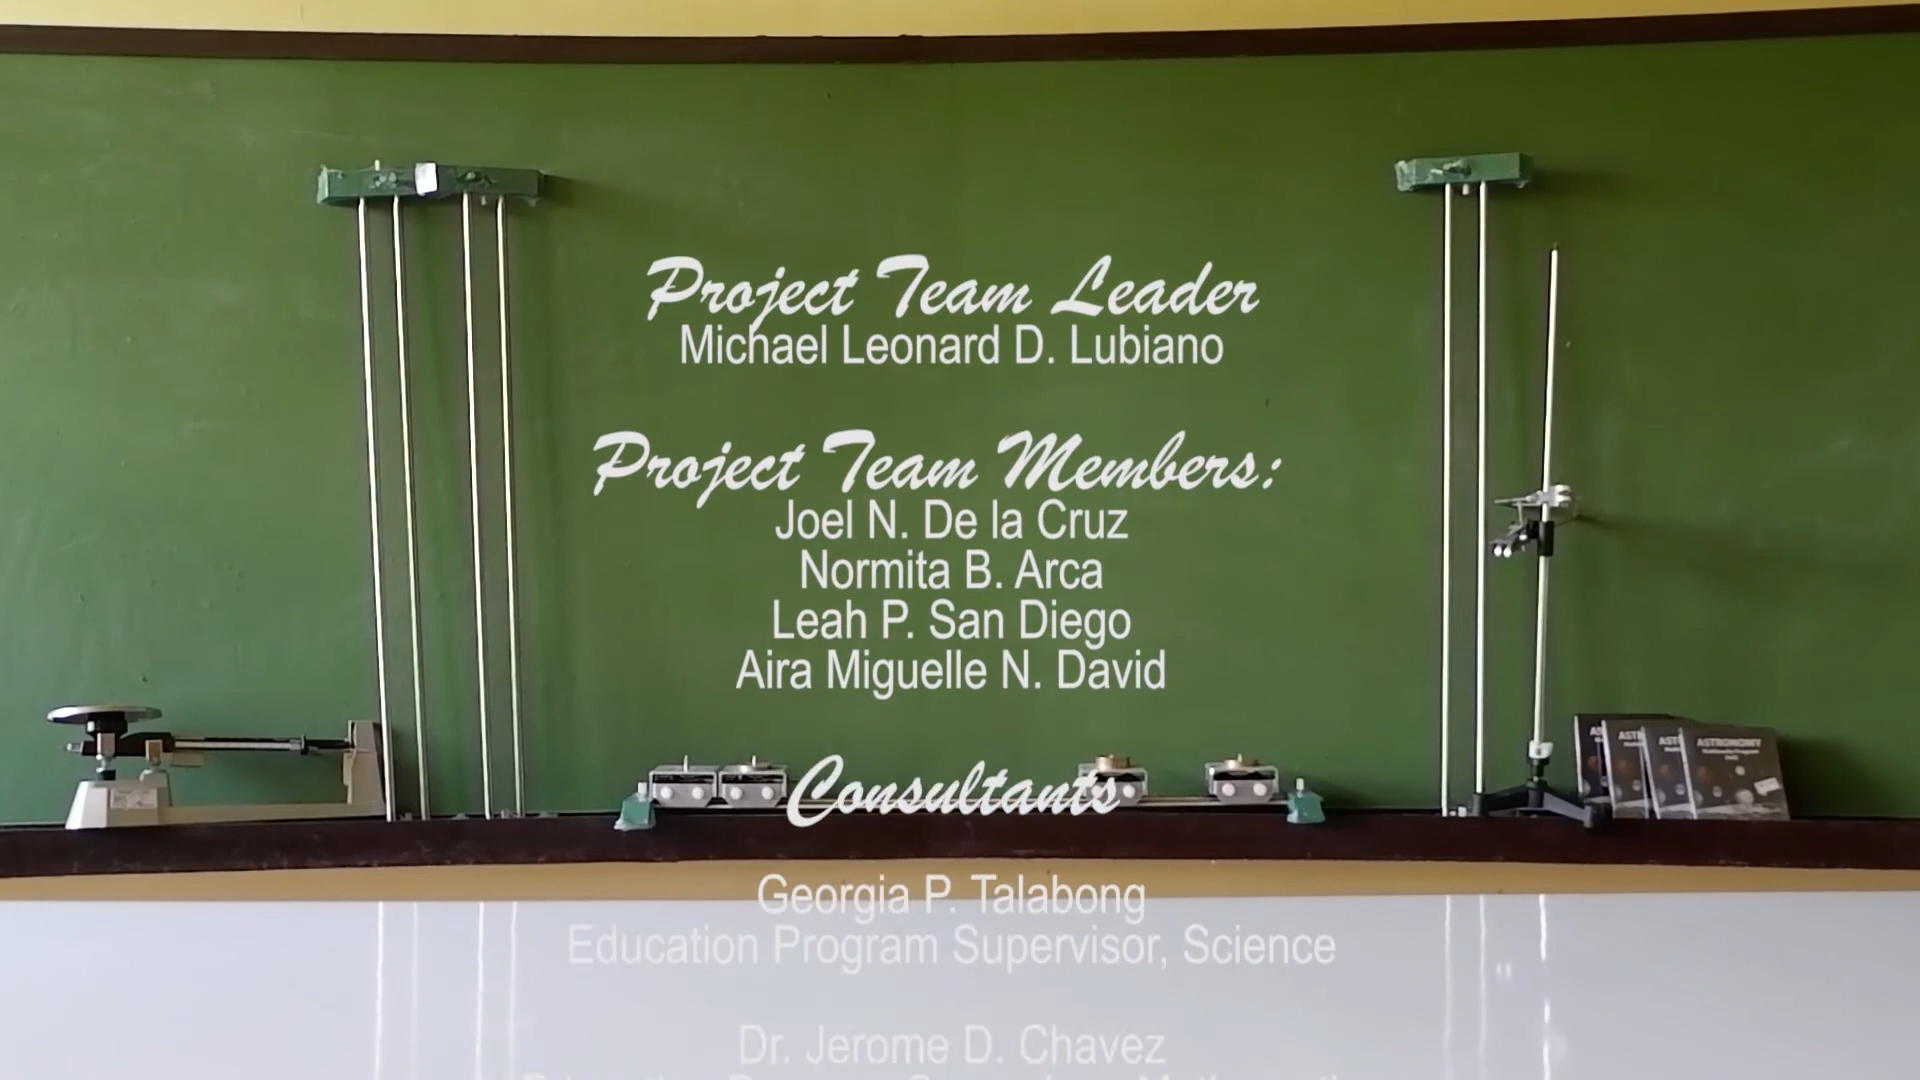 Project Team Leader
Michael Leonard D. Lubiano
Project Team Members:
Joel N. De la Cruz
Normita B. Arca
Leah P. San Diego
Aira Miguelle N. David
Consultants
Georgia P. Talabong
Education Program Supervisor, Science
Dr. Jerome D. Chavez
ASTRONOMY